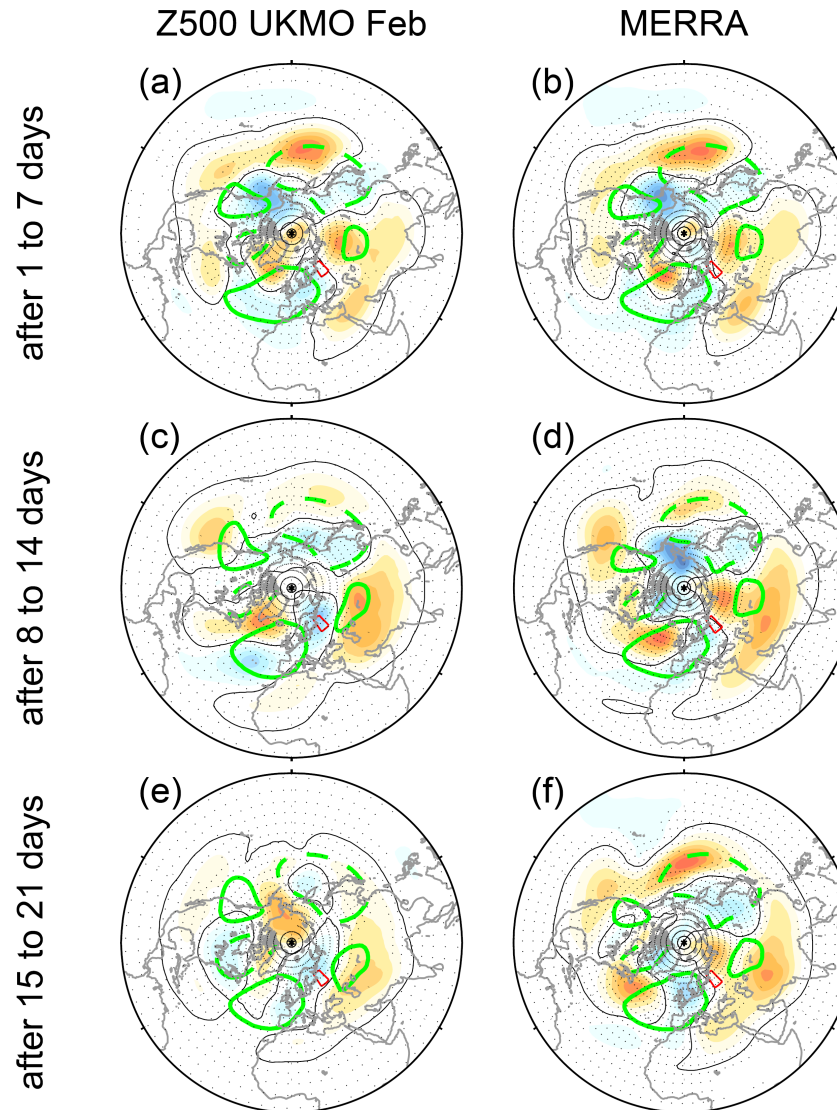 Z500 UKMO Feb
MERRA
after 1 to 7 days
(a)
(b)
after 8 to 14 days
(c)
(d)
after 15 to 21 days
(e)
(f)